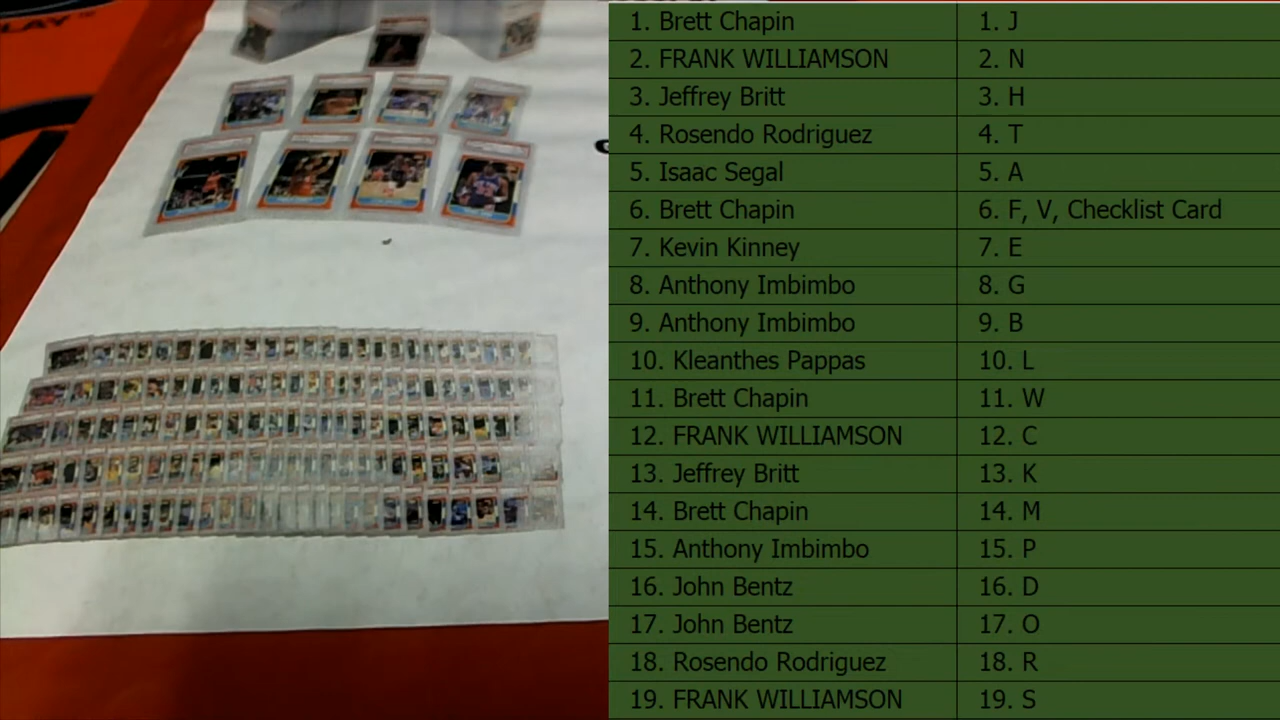 LAY™
1. Brett Chapin 1. J
2. FRANK WILLIAMSON 2. N
3. Jeffrey Britt 3. H
4. Rosendo Rodriguez 4. T
5. Isaac Segal 5. A
6. Brett Chapin 6. F, V, Checklist Card
7. Kevin Kinney 7. E
8. Anthony Imbimbo 8. G
9. Anthony Imbimbo 9. B
10. Kleanthes Pappas 10. L
11. Brett Chapin 11. W
12. FRANK WILLIAMSON 12. C
13. Jeffrey Britt 13. K
14. Brett Chapin 14. M
15. Anthony Imbimbo 15. P
16. John Bentz 16. D
17. John Bentz 17. O
18. Rosendo Rodriguez 18. R
19. FRANK WILLIAMSON 19. S